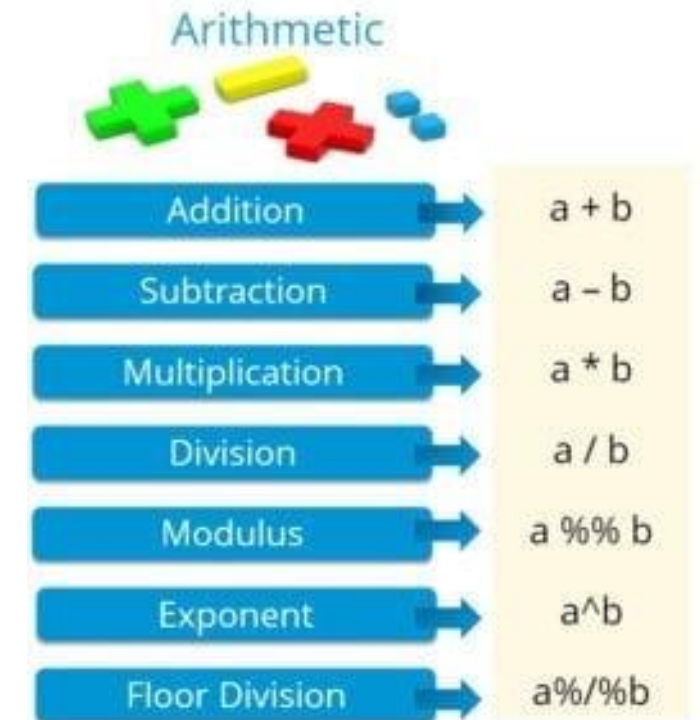 Arithmetic
Addition a + b
Subtraction a – b
Multiplication a * b
Division a / b
Modulus a %% b
Exponent a^b
Floor Division a%/%b